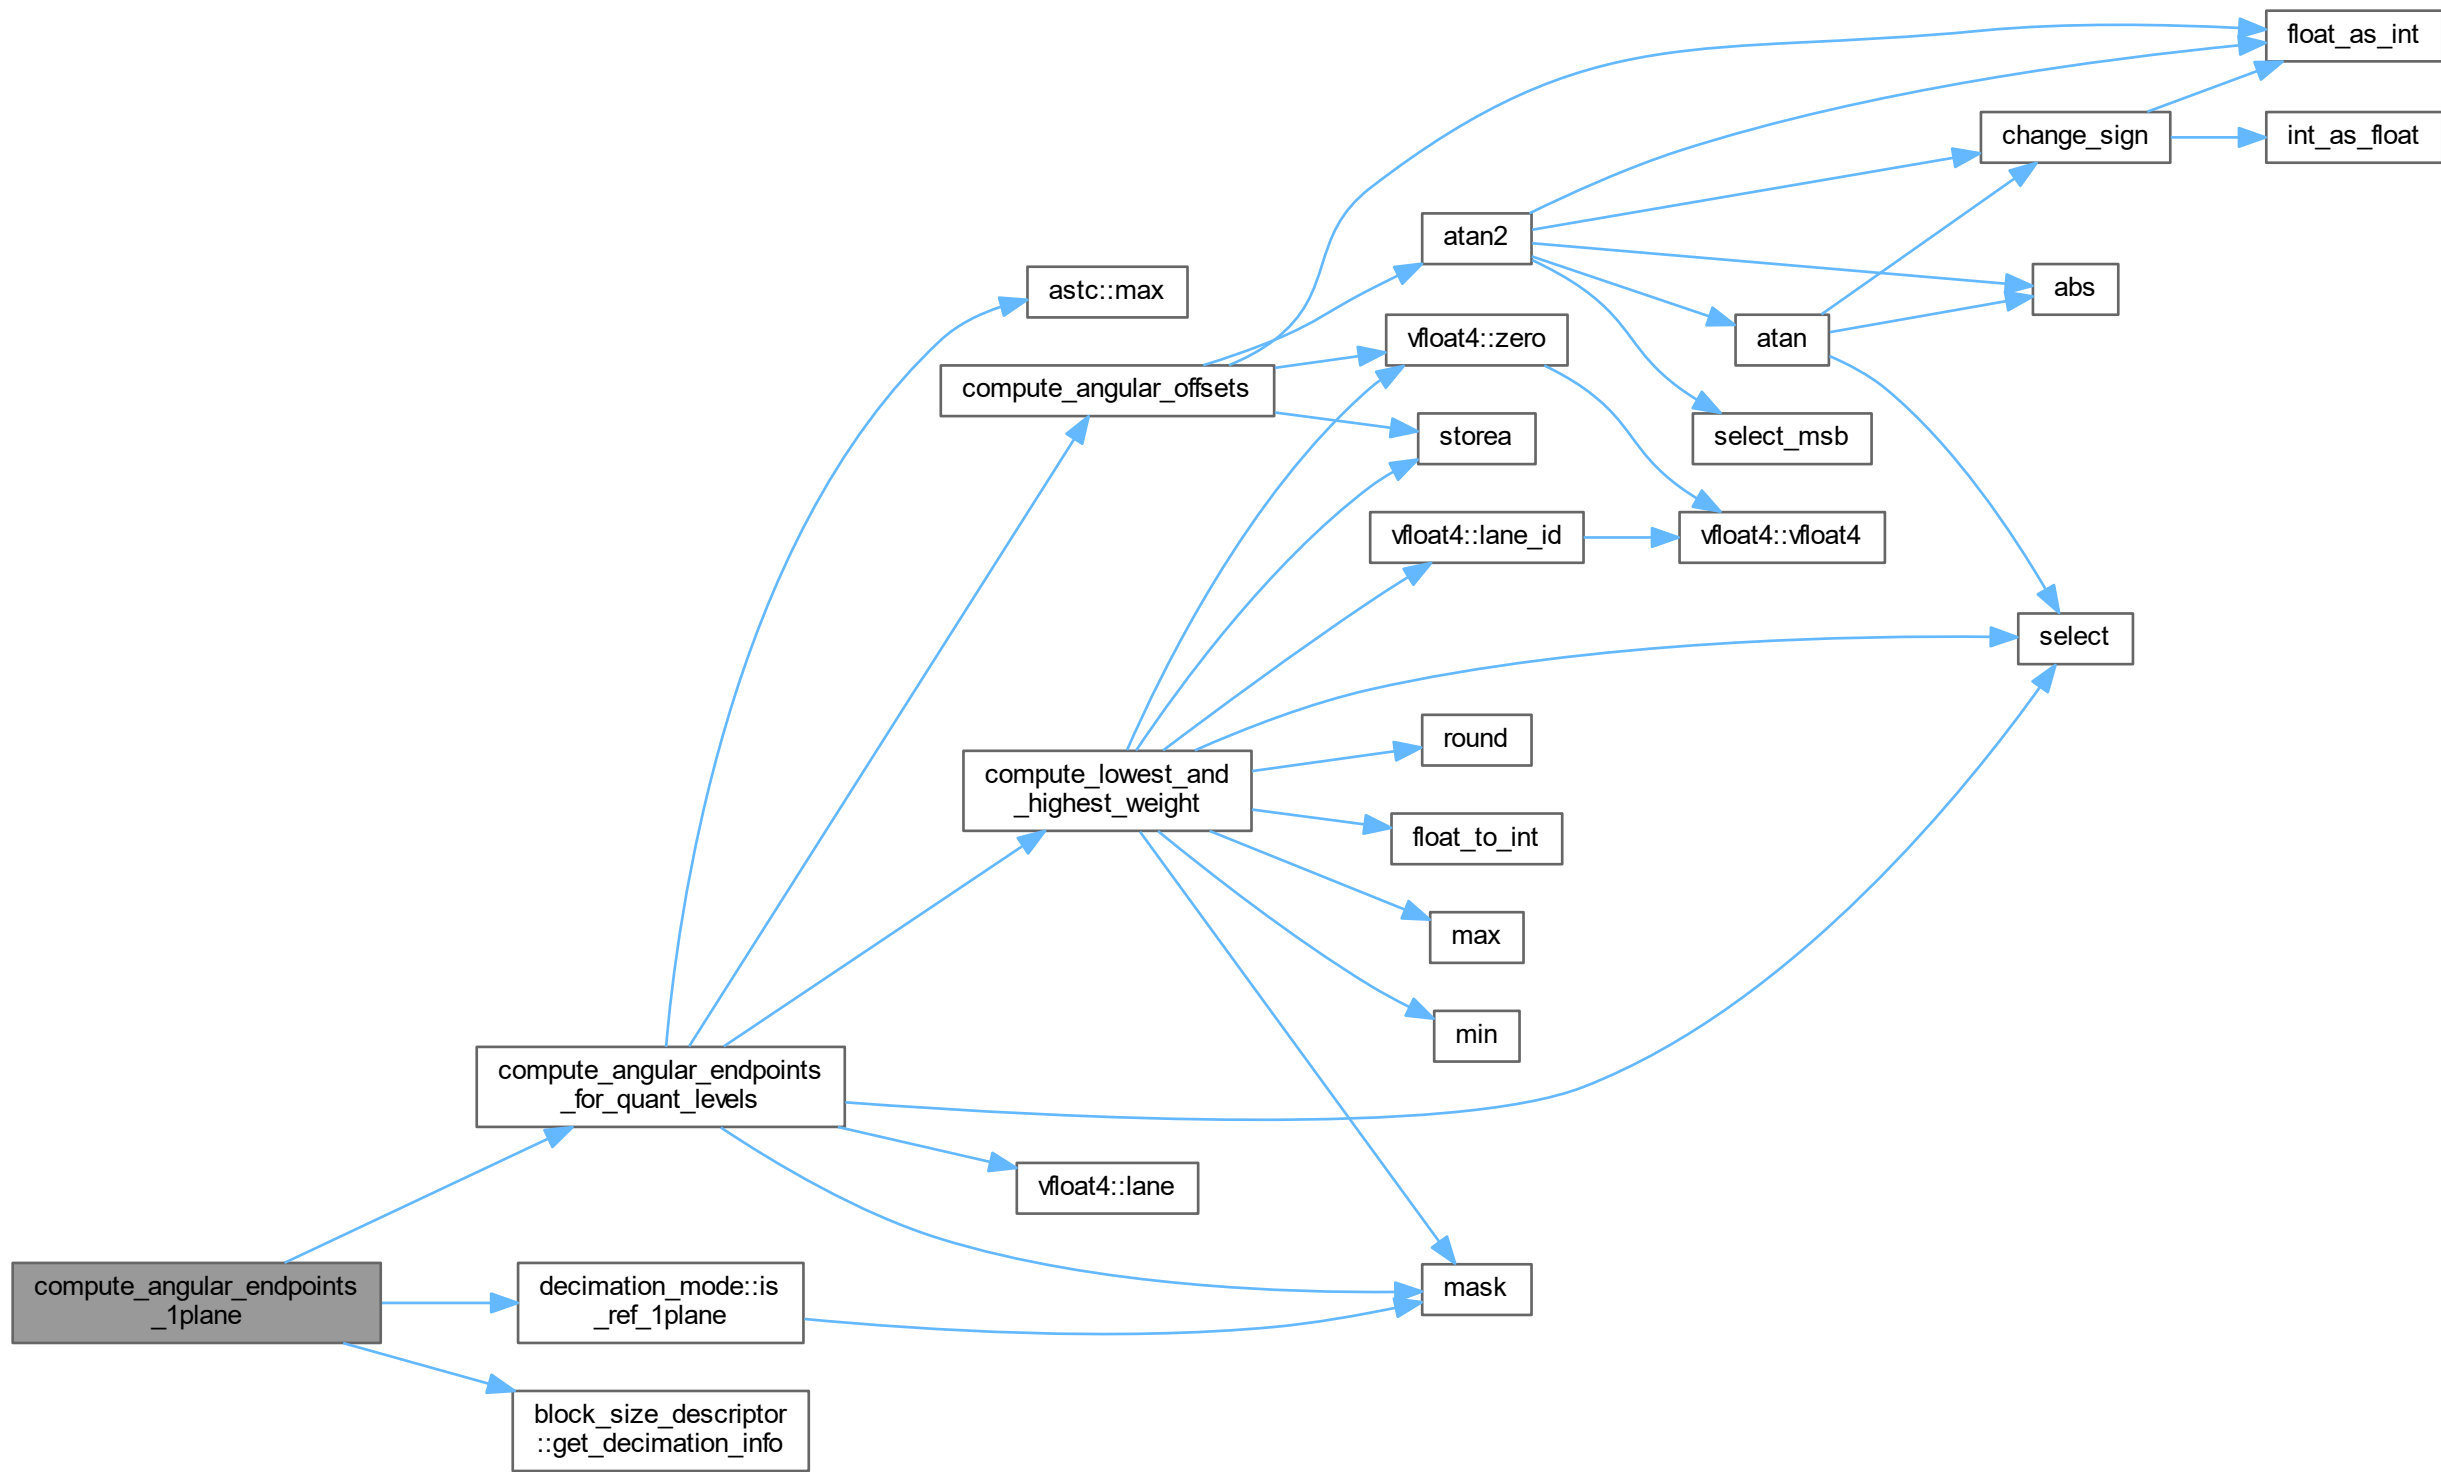 float_as_int
change_sign
int_as_float
atan2
astc::max
abs
vfloat4::zero
atan
compute_angular_offsets
storea
select_msb
vfloat4::lane_id
vfloat4::vfloat4
select
round
compute_lowest_and
_highest_weight
float_to_int
max
min
compute_angular_endpoints
_for_quant_levels
vfloat4::lane
compute_angular_endpoints
_1plane
decimation_mode::is
_ref_1plane
mask
block_size_descriptor
::get_decimation_info